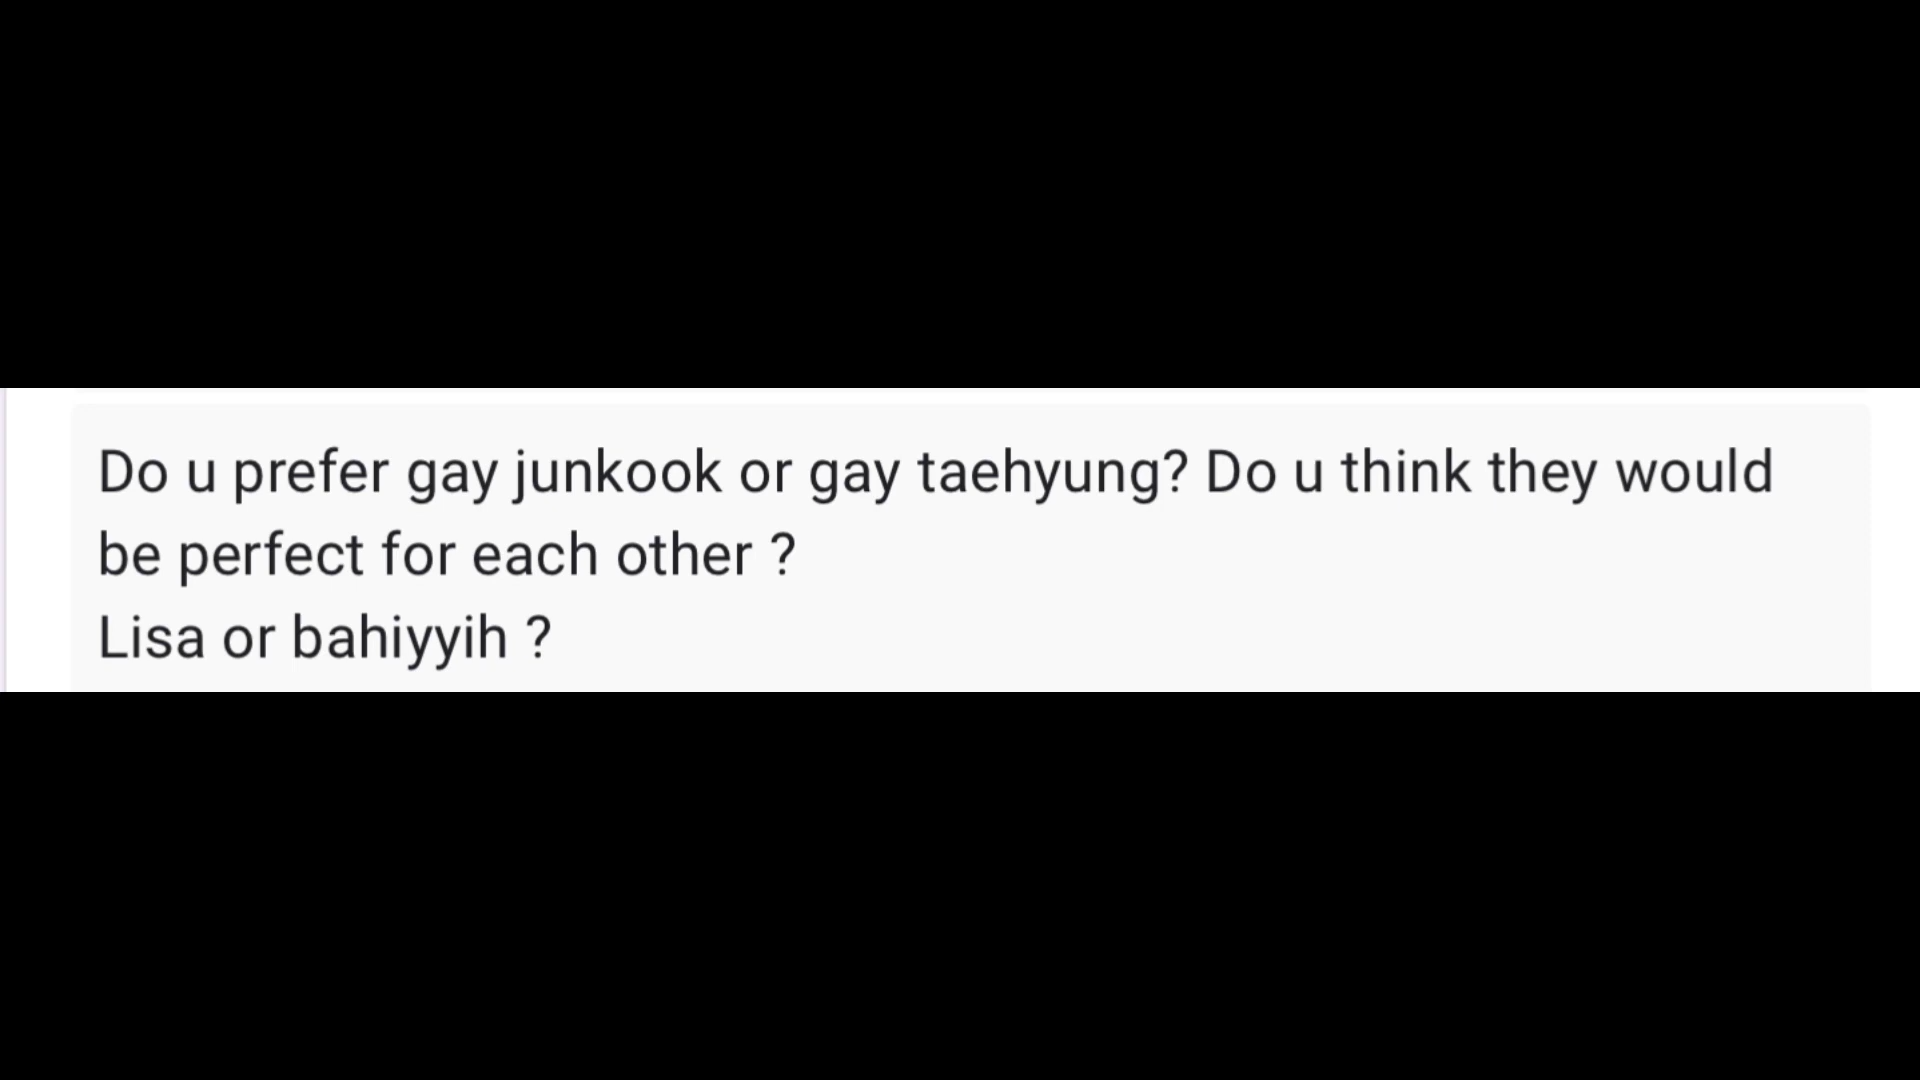 Do u prefer gay junkook or gay taehyung? Do u think they would
be perfect for each other ?
Lisa or bahiyyih ?